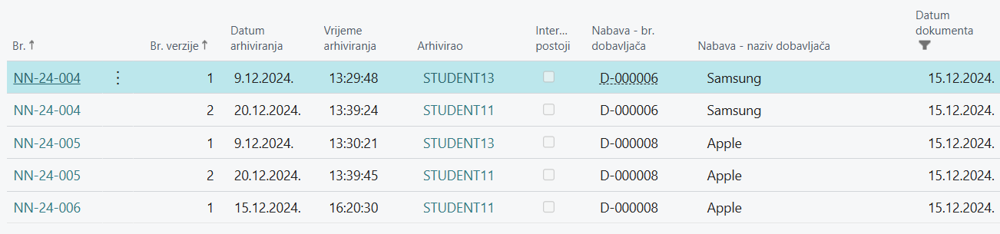 Br. ↑ Br. verzije ↑ Datum arhiviranja Vrijeme arhiviranja Arhivirao Inter... postoji Nabava - br. dobavljača Nabava - naziv dobavljača Datum dokumenta
NN-24-004 1 9.12.2024. 13:29:48 STUDENT13 D-000006 Samsung 15.12.2024.
NN-24-004 2 20.12.2024. 13:39:24 STUDENT11 D-000006 Samsung 15.12.2024.
NN-24-005 1 9.12.2024. 13:30:21 STUDENT13 D-000008 Apple 15.12.2024.
NN-24-005 2 20.12.2024. 13:39:45 STUDENT11 D-000008 Apple 15.12.2024.
NN-24-006 1 15.12.2024. 16:20:30 STUDENT11 D-000008 Apple 15.12.2024.